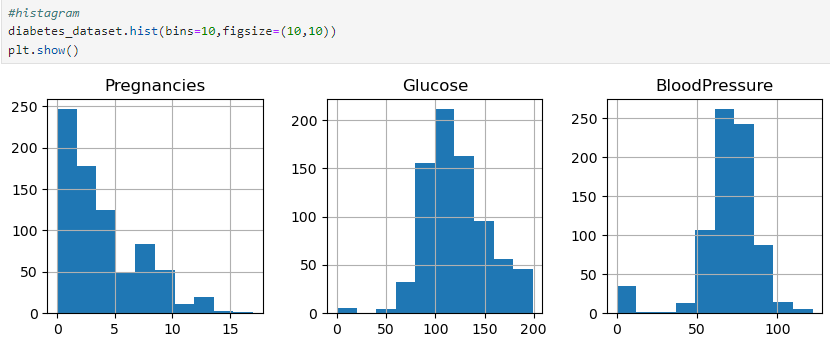 #histagram
diabetes_dataset.hist(bins=10,figsize=(10,10))
plt.show()
Pregnancies Glucose BloodPressure
250 200 150 100 50 0
0 5 10 15
200 150 100 50 0
0 50 100 150 200
250 200 150 100 50 0
0 50 100